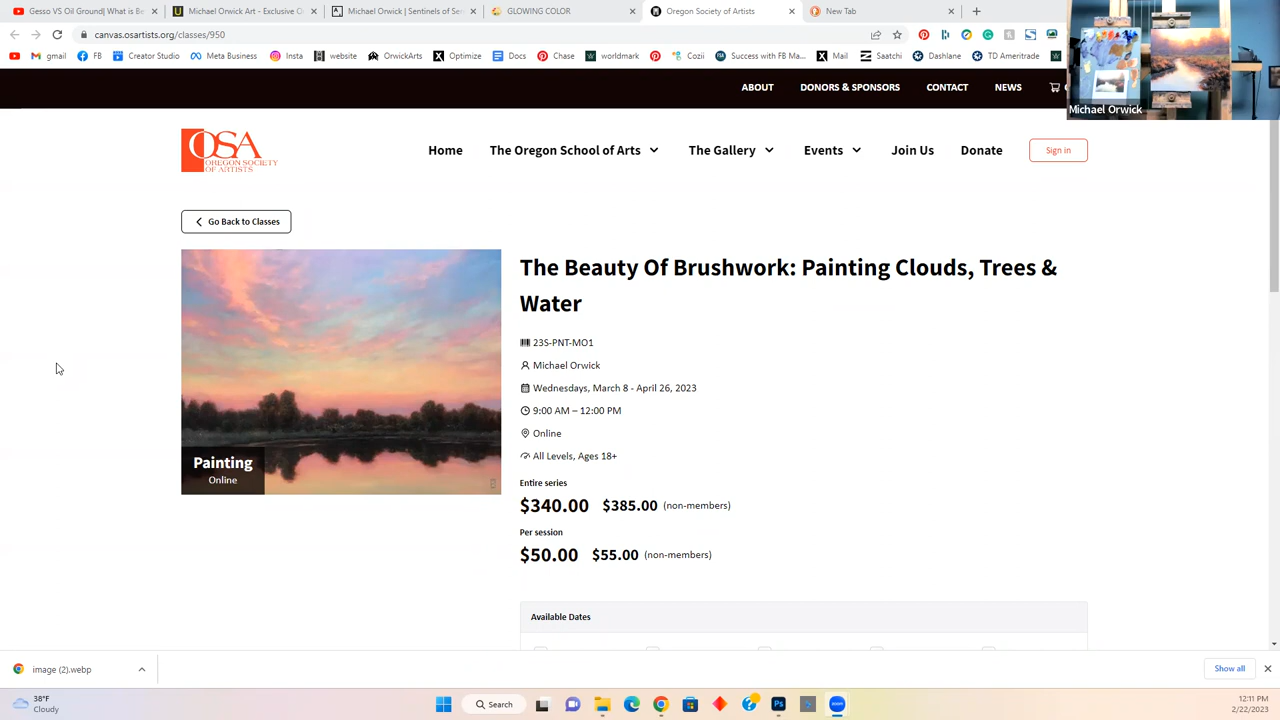 Gesso VS Oil Ground| What is Be
Michael Orwick Art - Exclusive C
Michael Orwick | Sentinels of Se
GLOWING COLOR
Oregon Society of Artists
New Tab
canvas.osartists.org/classes/950
gmail
FB
Creator Studio
Meta Business
Insta
website
OrwickArts
Optimize
Docs
Chase
worldmark
Cozii
Success with FB Ma...
Mail
Saatchi
Dashlane
TD Ameritrade
Michael Orwick
ABOUT
DONORS & SPONSORS
CONTACT
NEWS
OSA
OREGON SOCIETY
OF ARTISTS
Home
The Oregon School of Arts
The Gallery
Events
Join Us
Donate
Sign in
Go Back to Classes
Painting
Online
The Beauty Of Brushwork: Painting Clouds, Trees &
Water
23S-PNT-MO1
Michael Orwick
Wednesdays, March 8 - April 26, 2023
9:00 AM – 12:00 PM
Online
All Levels, Ages 18+
Entire series
$340.00 $385.00 (non-members)
Per session
$50.00 $55.00 (non-members)
Available Dates
image (2).webp
Show all
38°F
Cloudy
Search
12:11 PM
2/22/2023